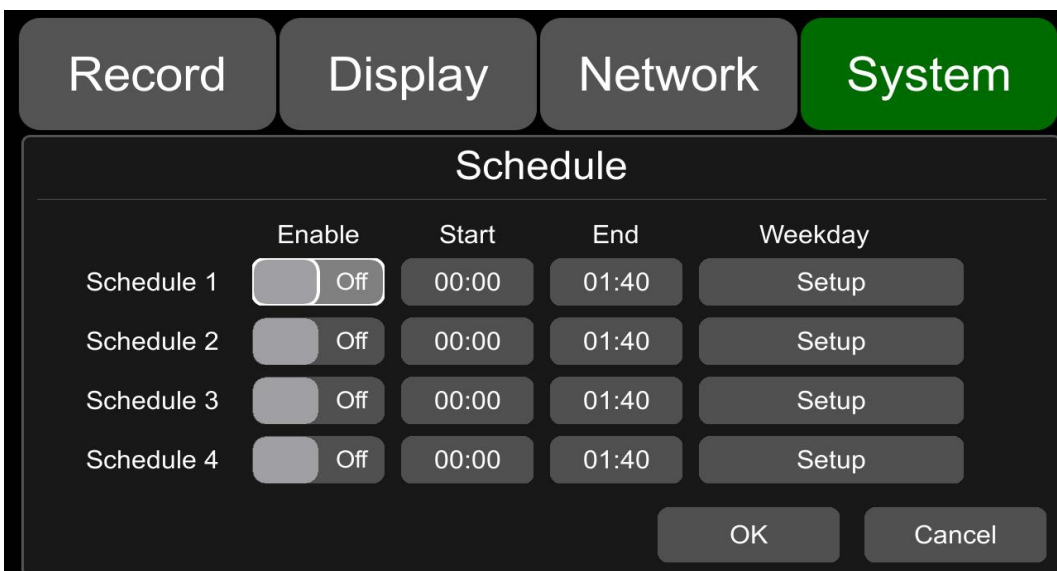 Record Display Network System
Schedule
Enable Start End Weekday
Schedule 1 Off 00:00 01:40 Setup
Schedule 2 Off 00:00 01:40 Setup
Schedule 3 Off 00:00 01:40 Setup
Schedule 4 Off 00:00 01:40 Setup
OK Cancel